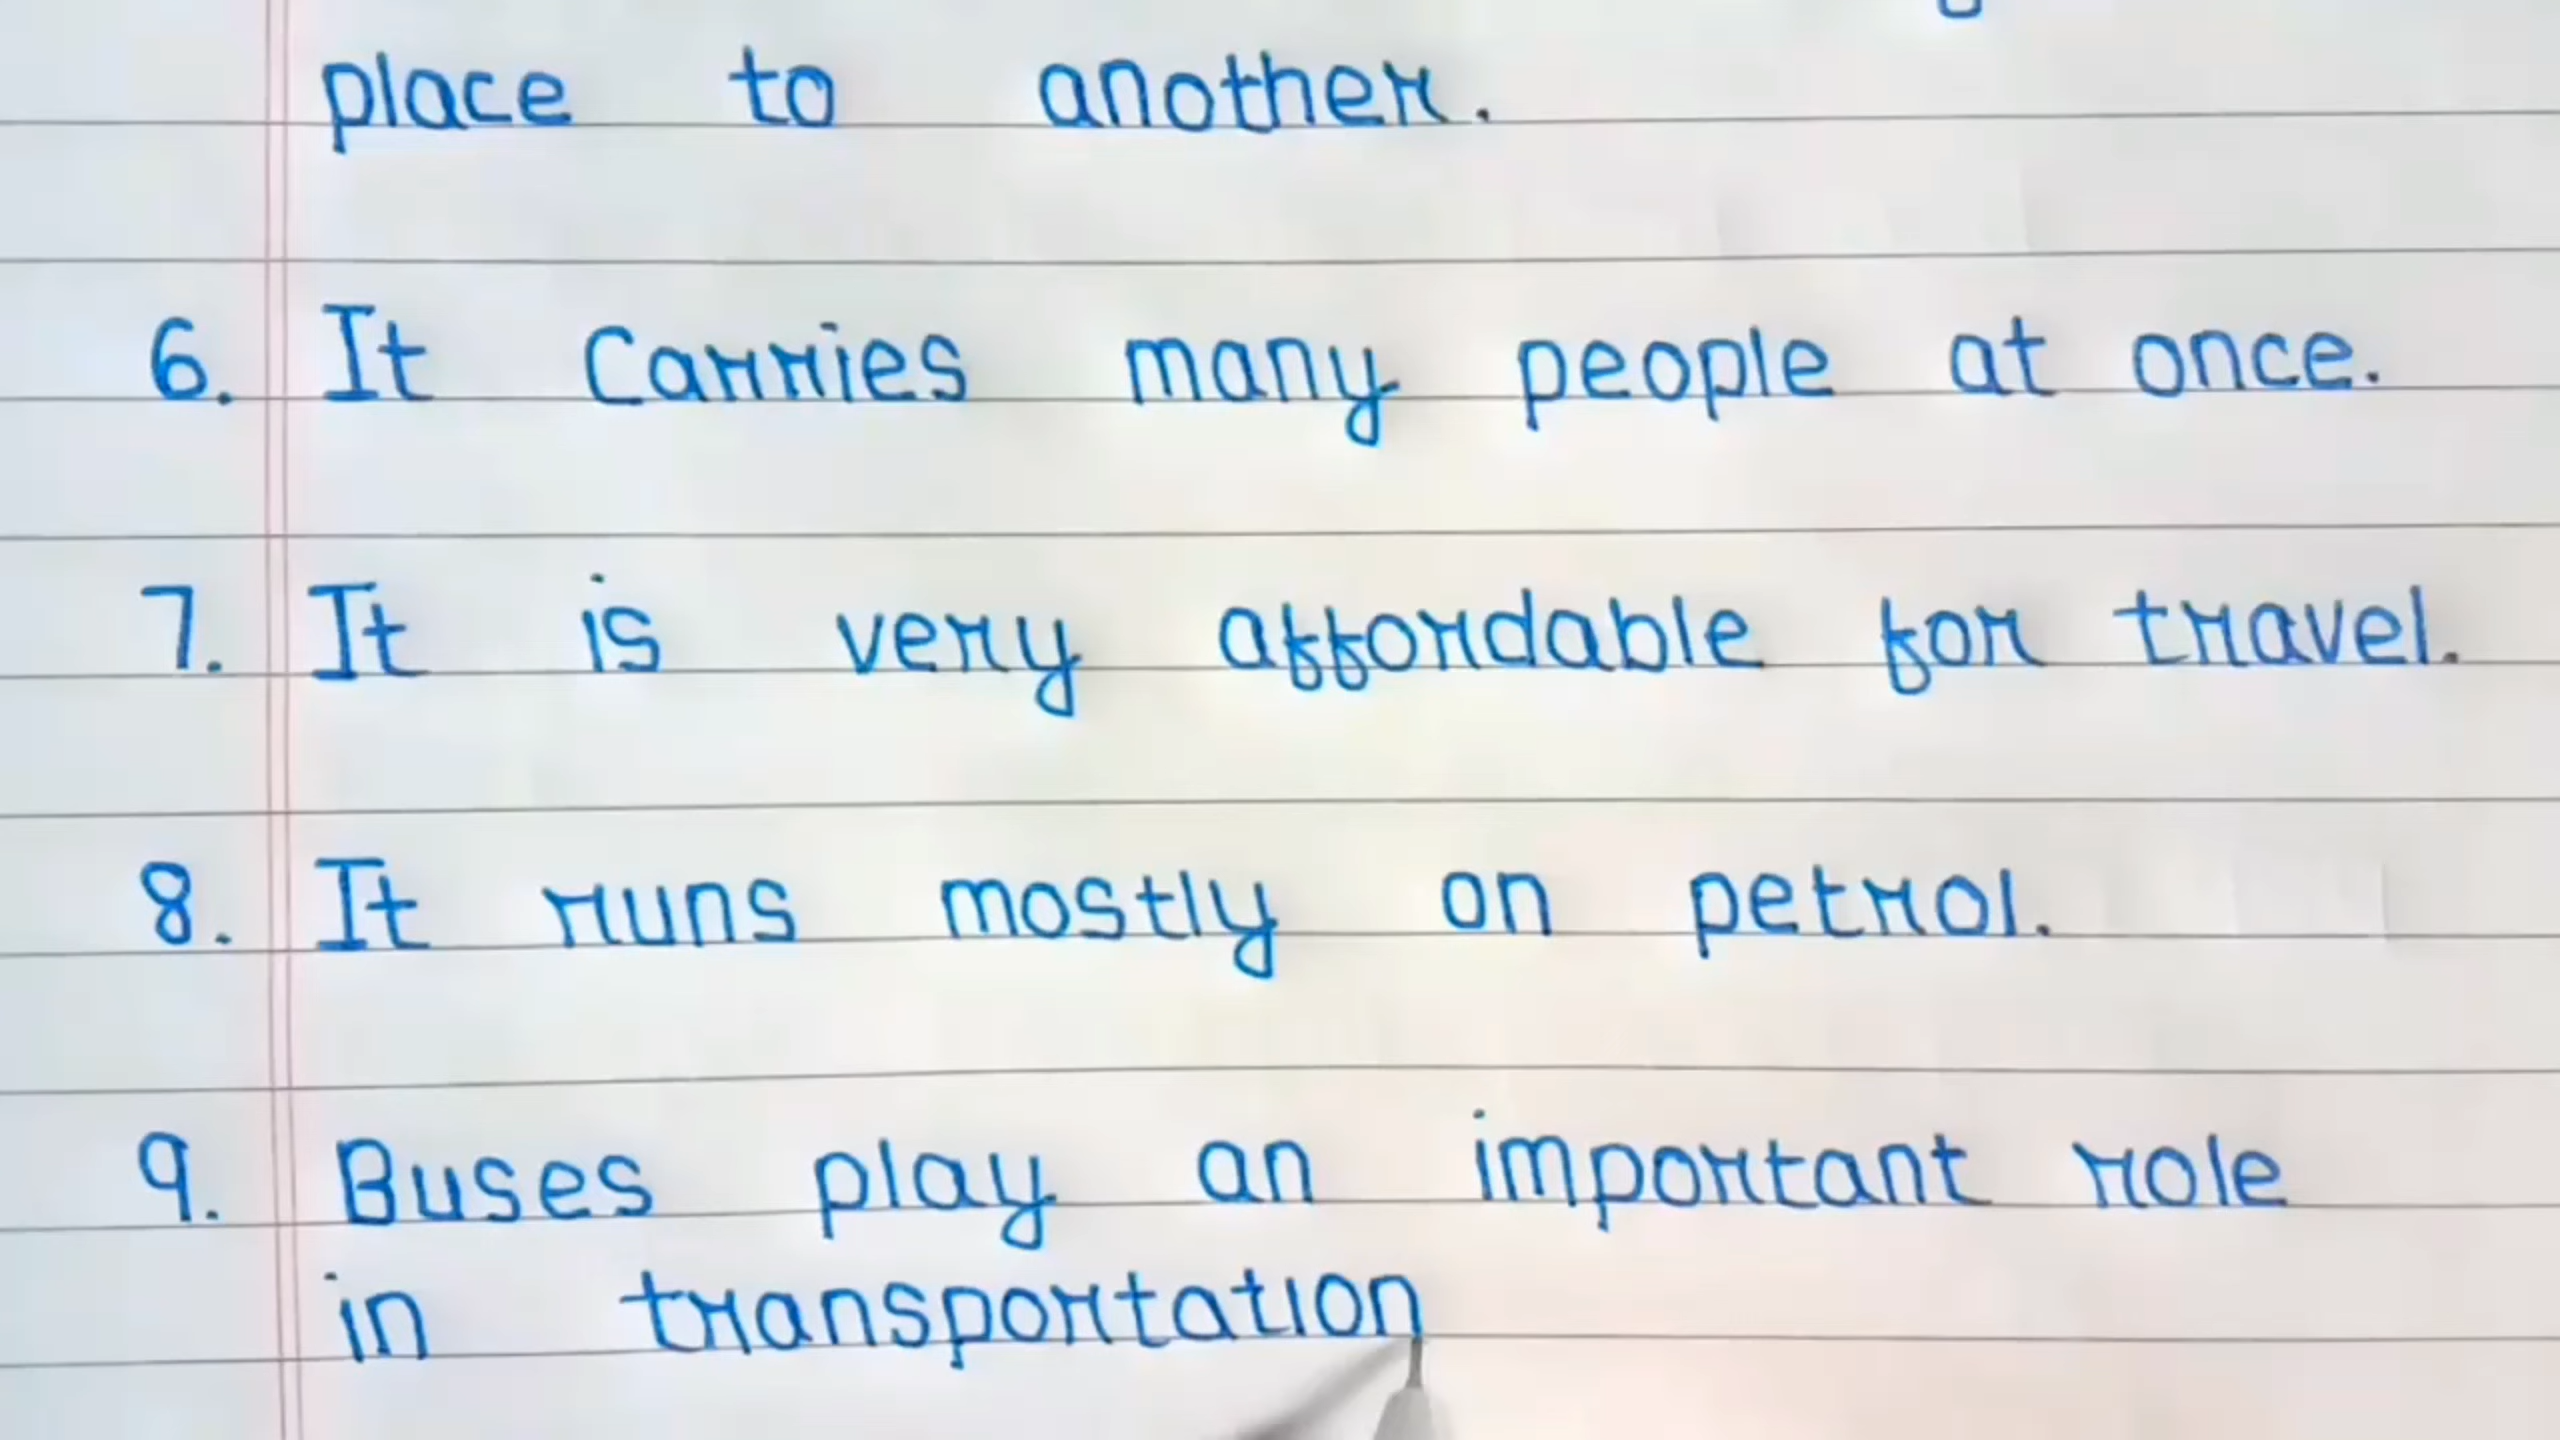 place to another.
6. It Carries many people at once.
7. It is very affordable for travel.
8. It runs mostly on petrol.
9. Buses play an important role
in transportation